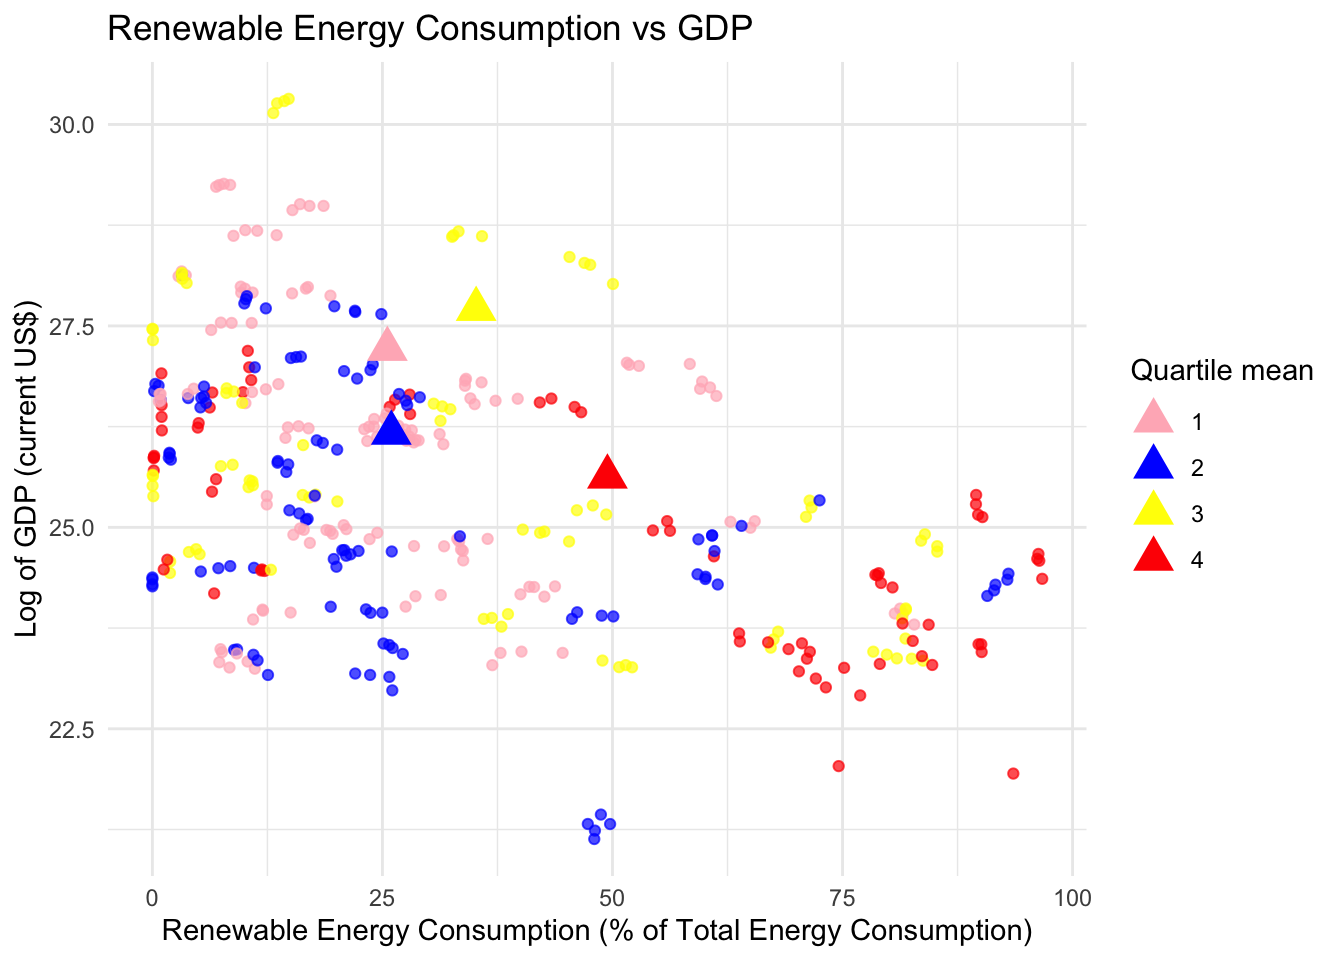 Renewable Energy Consumption vs GDP
30.0
27.5
25.0
22.5
Log of GDP (current US$)
0 25 50 75 100
Renewable Energy Consumption (% of Total Energy Consumption)
Quartile mean
1
2
3
4